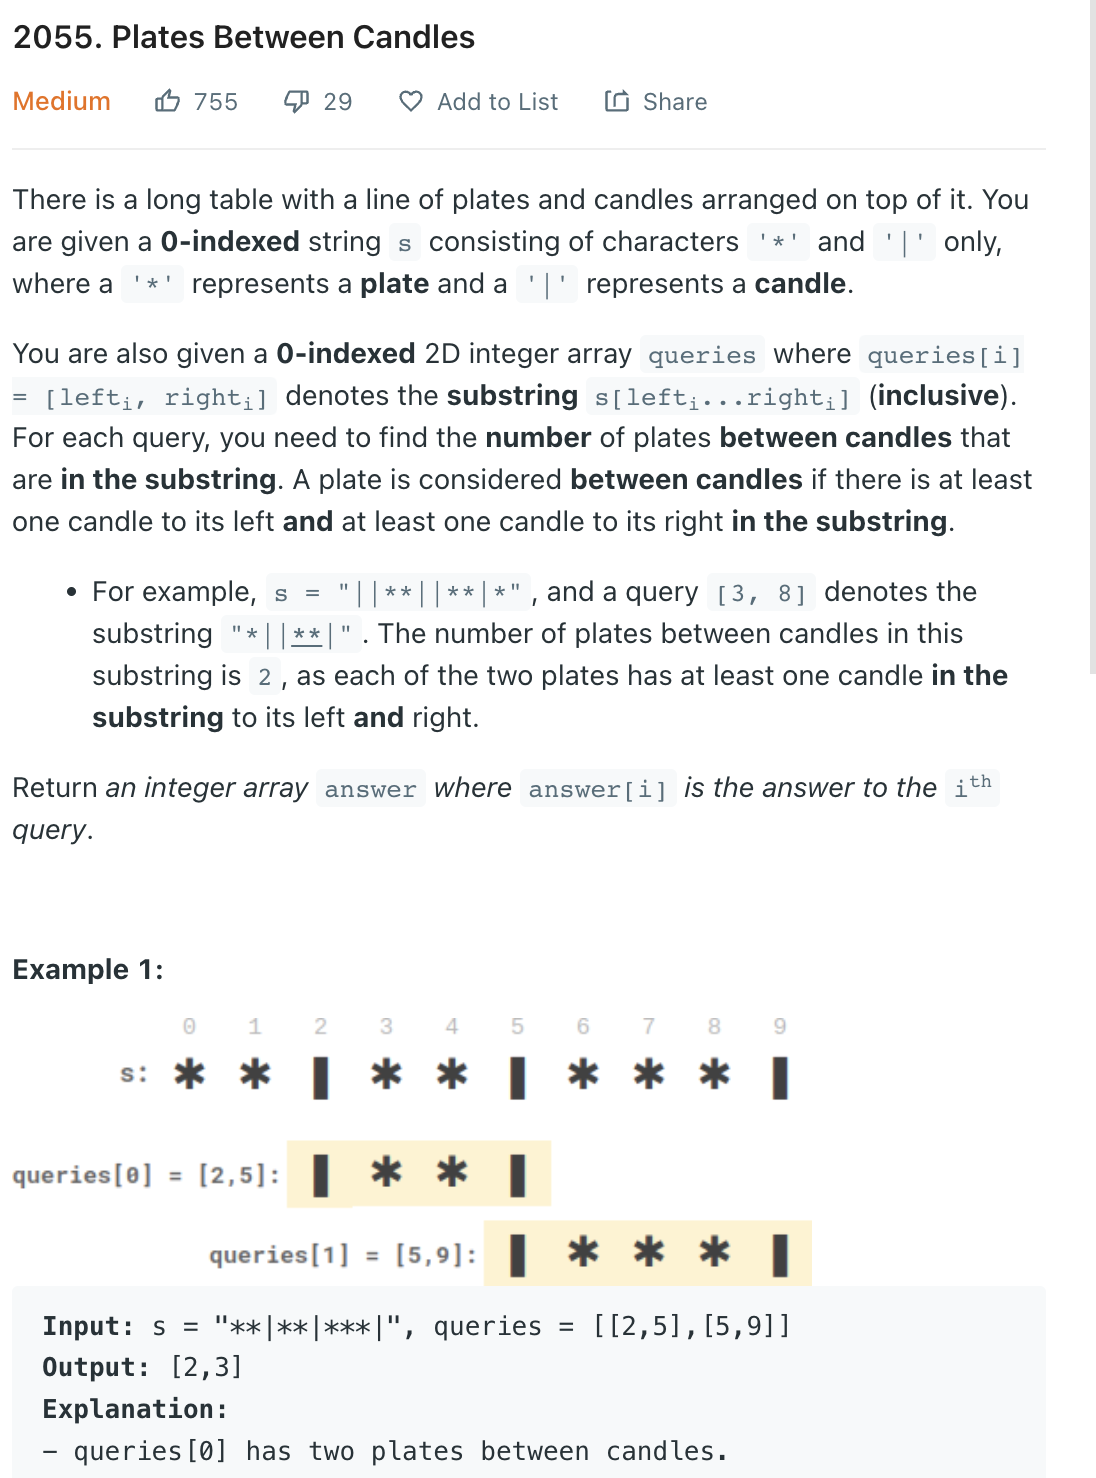 2055. Plates Between Candles
Medium 755 29 Add to List Share
There is a long table with a line of plates and candles arranged on top of it. You
are given a 0-indexed string s consisting of characters '*' and '|' only,
where a '*' represents a plate and a '|' represents a candle.
You are also given a 0-indexed 2D integer array queries where queries[i]
= [lefti, righti] denotes the substring s[lefti...righti] (inclusive).
For each query, you need to find the number of plates between candles that
are in the substring. A plate is considered between candles if there is at least
one candle to its left and at least one candle to its right in the substring.
• For example, s = "||**||**|*", and a query [3, 8] denotes the
substring "*||**|". The number of plates between candles in this
substring is 2, as each of the two plates has at least one candle in the
substring to its left and right.
Return an integer array answer where answer[i] is the answer to the ith
query.
Example 1:
0 1 2 3 4 5 6 7 8 9
s: * * | * * | * * * |
queries[0] = [2,5]: | * * |
queries[1] = [5,9]: | * * * |
Input: s = "**|**|***|", queries = [[2,5],[5,9]]
Output: [2,3]
Explanation:
- queries[0] has two plates between candles.